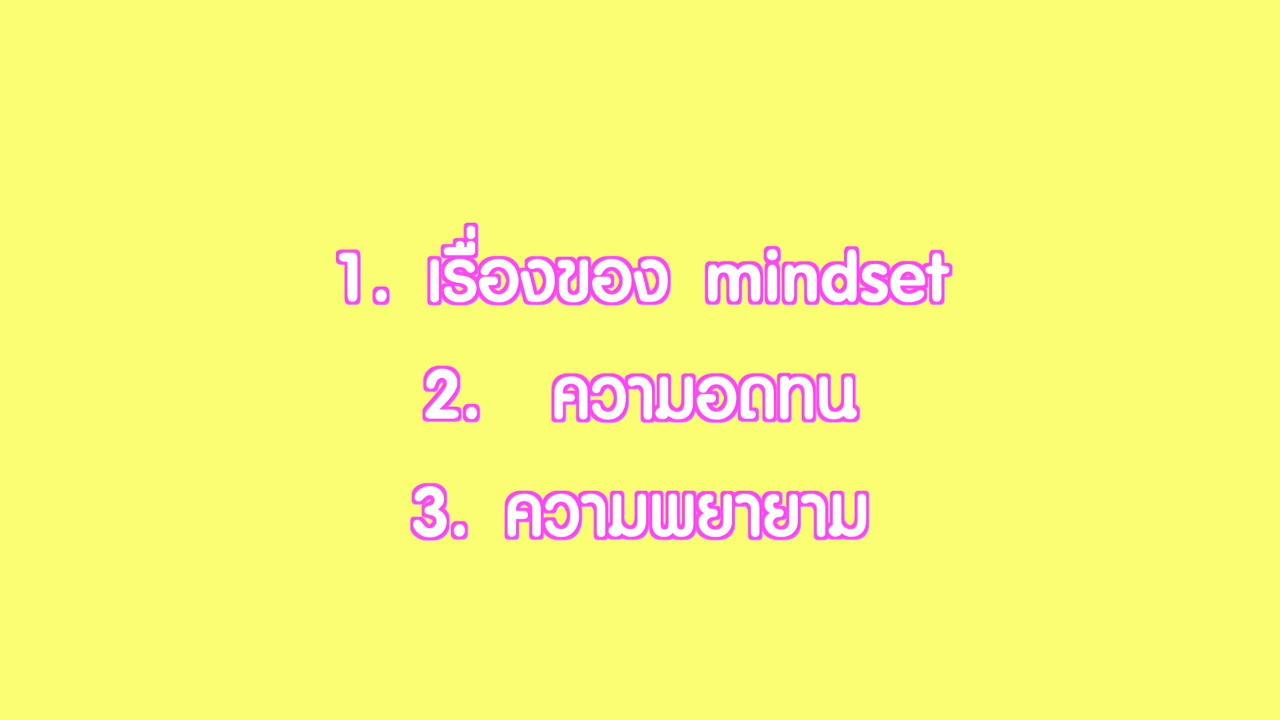 1. เรื่องของ mindset
2. ความอดทน
3. ความพยายาม